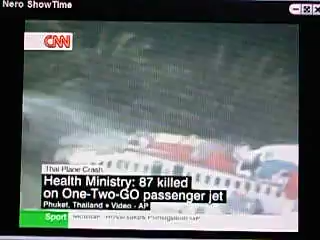 Nero ShowTime
CNN
Thai Plane Crash
Health Ministry: 87 killed
on One-Two-GO passenger jet
Phuket, Thailand • Video - AP
Sport